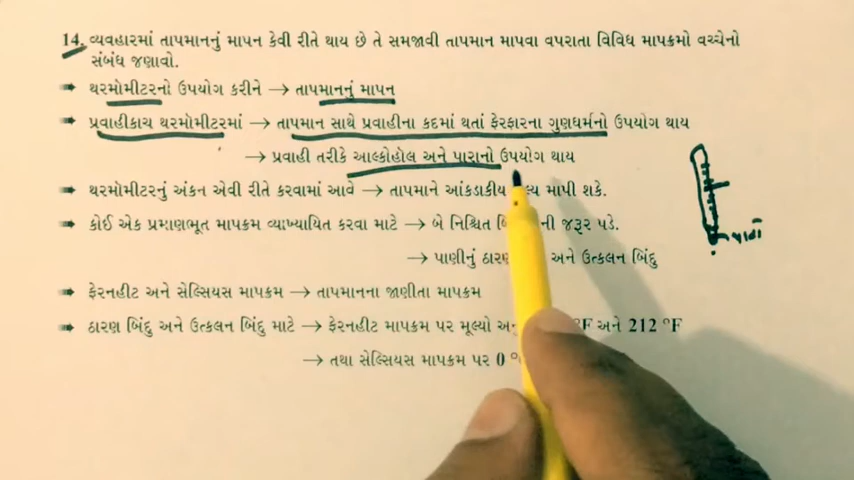 14. વ્યવહારમાં તાપમાનનું માપન કેવી રીતે થાય છે તે સમજાવી તાપમાન માપવા વપરાતા વિવિધ માપક્રમો વચ્ચેનો
સંબંધ જણાવો.
થરમૉમીટરનો ઉપયોગ કરીને → તાપમાનનું માપન
પ્રવાહીકાચ થરમૉમીટરમાં → તાપમાન સાથે પ્રવાહીના કદમાં થતાં ફેરફારના ગુણધર્મનો ઉપયોગ થાય
→ પ્રવાહી તરીકે આલ્કોહૉલ અને પારાનો ઉપયોગ થાય
થરમૉમીટરનું અંકન એવી રીતે કરવામાં આવે → તાપમાને આંકડાકીય માપી શકે.
કોઈ એક પ્રમાણભૂત માપક્રમ વ્યાખ્યાયિત કરવા માટે → બે નિશ્ચિત જરૂર પડે.
→ પાણીનું અને ઉત્કલન બિંદુ
ફેરનહીટ અને સેલ્સિયસ માપક્રમ → તાપમાનના જાણીતા માપક્રમ
ઠારણ બિંદુ અને ઉત્કલન બિંદુ માટે → ફેરનહીટ માપક્રમ પર મૂલ્યો °F અને 212 °F
→ તથા સેલ્સિયસ માપક્રમ પર 0